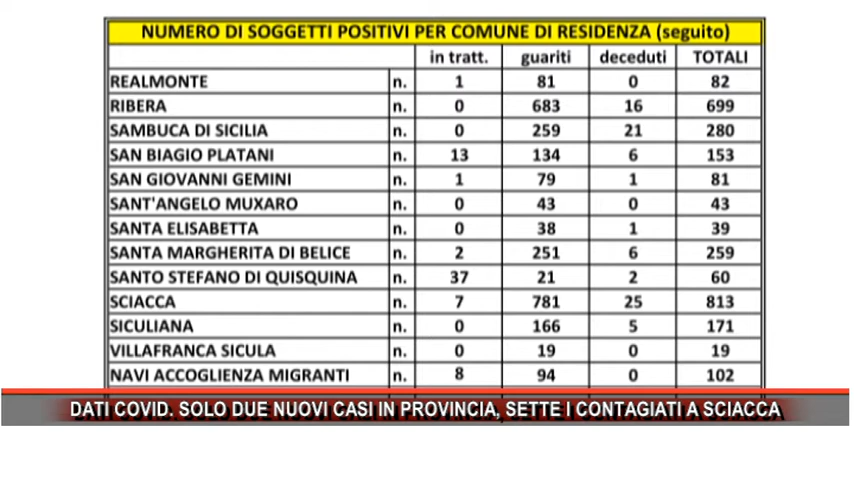 NUMERO DI SOGGETTI POSITIVI PER COMUNE DI RESIDENZA (seguito)
in tratt. guariti deceduti TOTALI
REALMONTE n. 1 81 0 82
RIBERA n. 0 683 16 699
SAMBUCA DI SICILIA n. 0 259 21 280
SAN BIAGIO PLATANI n. 13 134 6 153
SAN GIOVANNI GEMINI n. 1 79 1 81
SANT'ANGELO MUXARO n. 0 43 0 43
SANTA ELISABETTA n. 0 38 1 39
SANTA MARGHERITA DI BELICE n. 2 251 6 259
SANTO STEFANO DI QUISQUINA n. 37 21 2 60
SCIACCA n. 7 781 25 813
SICULIANA n. 0 166 5 171
VILLAFRANCA SICULA n. 0 19 0 19
NAVI ACCOGLIENZA MIGRANTI n. 8 94 0 102
DATI COVID. SOLO DUE NUOVI CASI IN PROVINCIA, SETTE I CONTAGIATI A SCIACCA